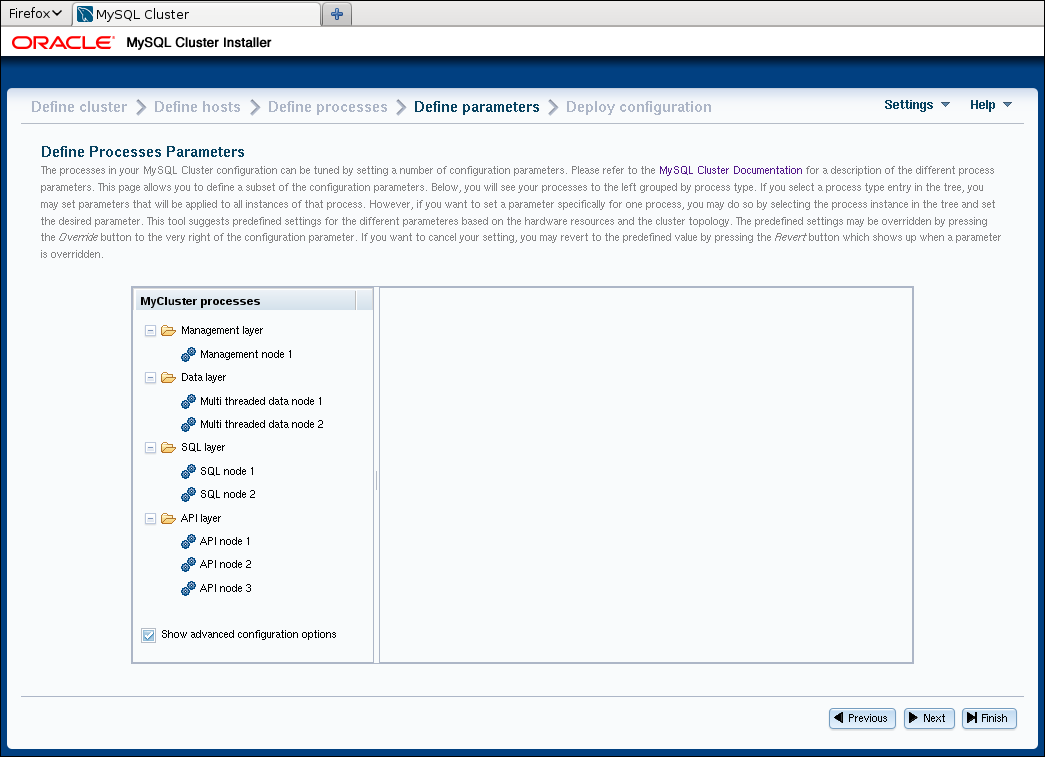 Firefox
MySQL Cluster
ORACLE MySQL Cluster Installer
Define cluster Define hosts Define processes Define parameters Deploy configuration Settings Help
Define Processes Parameters
The processes in your MySQL Cluster configuration can be tuned by setting a number of configuration parameters. Please refer to the MySQL Cluster Documentation for a description of the different process
parameters. This page allows you to define a subset of the configuration parameters. Below, you will see your processes to the left grouped by process type. If you select a process type entry in the tree, you
may set parameters that will be applied to all instances of that process. However, if you want to set a parameter specifically for one process, you may do so by selecting the process instance in the tree and set
the desired parameter. This tool suggests predefined settings for the different parameteres based on the hardware resources and the cluster topology. The predefined settings may be overridden by pressing
the Override button to the very right of the configuration parameter. If you want to cancel your setting, you may revert to the predefined value by pressing the Revert button which shows up when a parameter
is overridden.
MyCluster processes
Management layer
Management node 1
Data layer
Multi threaded data node 1
Multi threaded data node 2
SQL layer
SQL node 1
SQL node 2
API layer
API node 1
API node 2
API node 3
Show advanced configuration options
Previous Next Finish